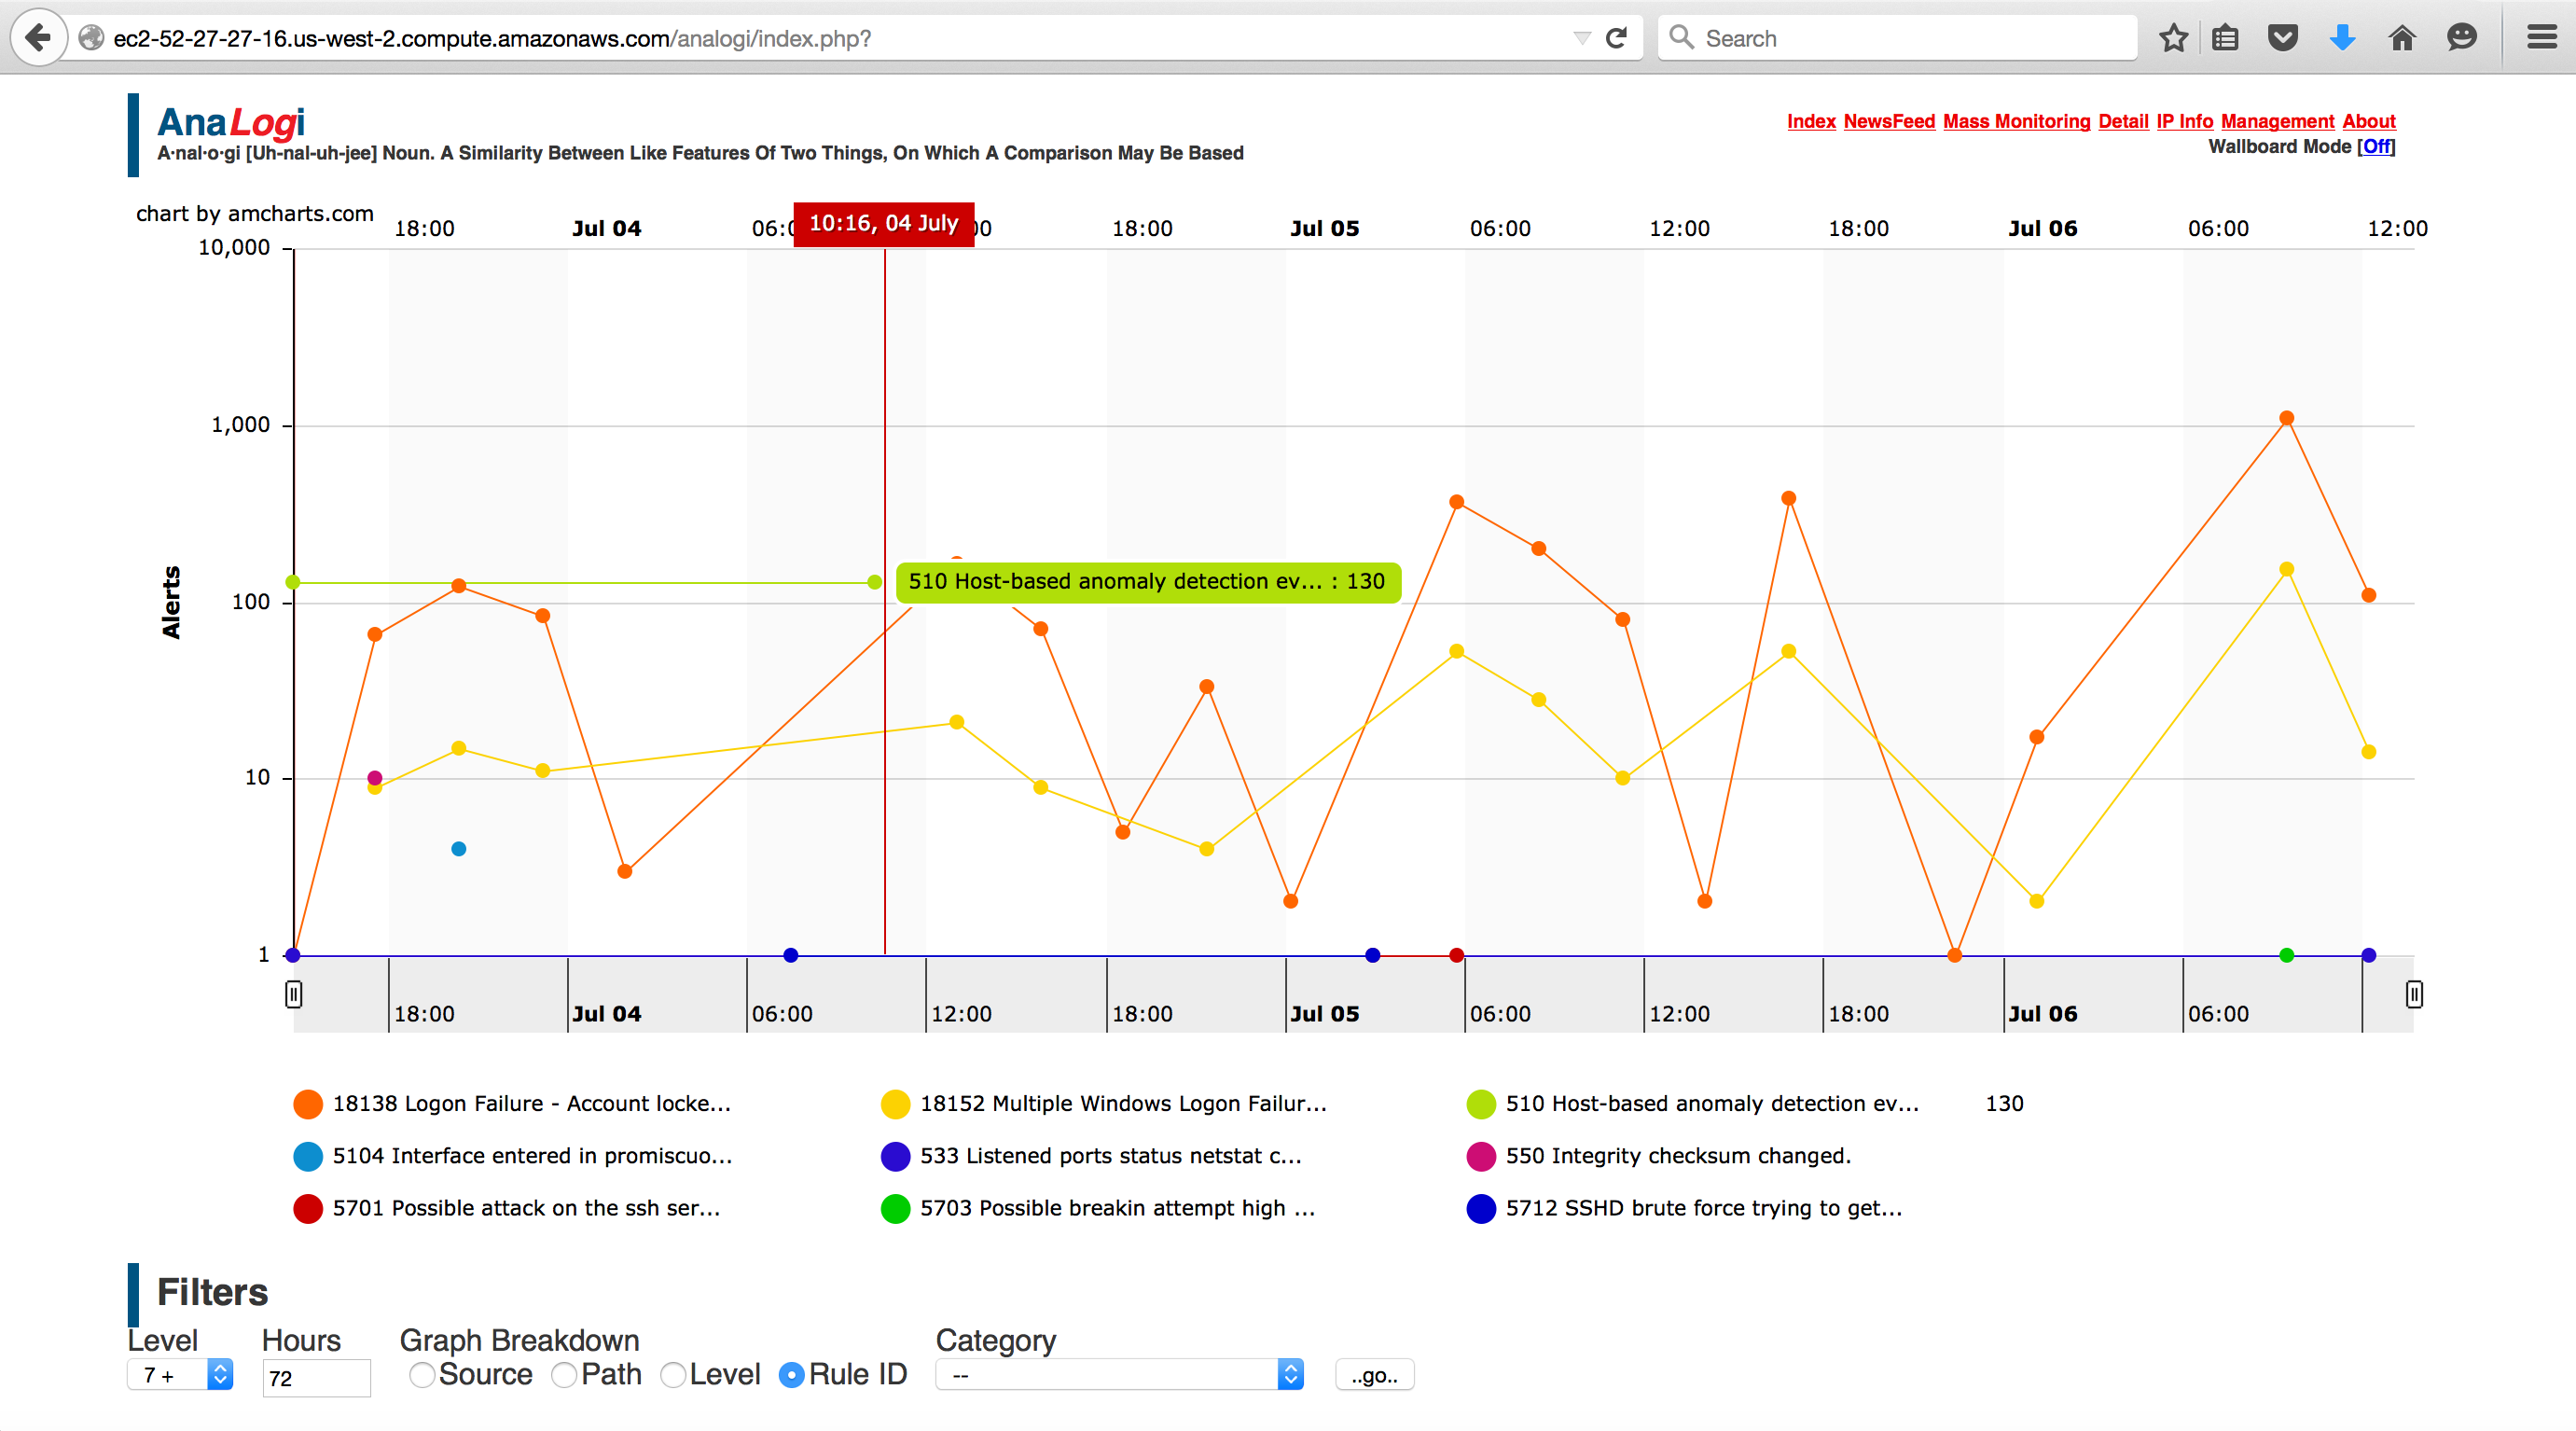 ec2-52-27-27-16.us-west-2.compute.amazonaws.com/analogi/index.php?
Search
AnaLogi
A·nal·o·gi [Uh-nal-uh-jee] Noun. A Similarity Between Like Features Of Two Things, On Which A Comparison May Be Based
Index NewsFeed Mass Monitoring Detail IP Info Management About
Wallboard Mode [Off]
chart by amcharts.com
18:00 Jul 04 10:16, 04 July 18:00 Jul 05 06:00 12:00 18:00 Jul 06 06:00 12:00
10,000
1,000
100
10
1
Alerts
510 Host-based anomaly detection ev... : 130
18:00 Jul 04 06:00 12:00 18:00 Jul 05 06:00 12:00 18:00 Jul 06 06:00
18138 Logon Failure - Account locke... 18152 Multiple Windows Logon Failur... 510 Host-based anomaly detection ev... 130
5104 Interface entered in promiscuo... 533 Listened ports status netstat c... 550 Integrity checksum changed.
5701 Possible attack on the ssh ser... 5703 Possible breakin attempt high ... 5712 SSHD brute force trying to get...
Filters
Level Hours Graph Breakdown Category
7 + 72 Source Path Level Rule ID -- ..go..